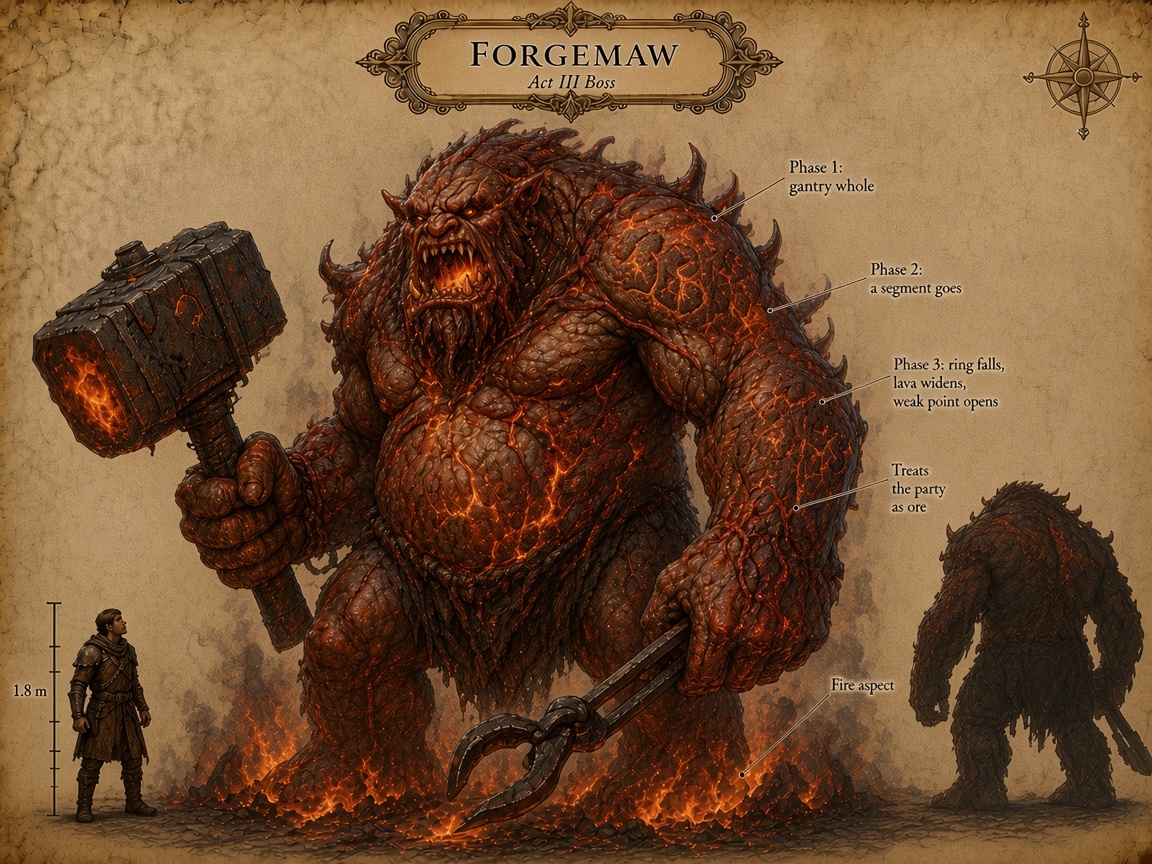 FORGEMAW
Act III Boss
Phase 1:
gantry whole
Phase 2:
a segment goes
Phase 3: ring falls,
lava widens,
weak point opens
Treats
the party
as ore
1.8 m
Fire aspect